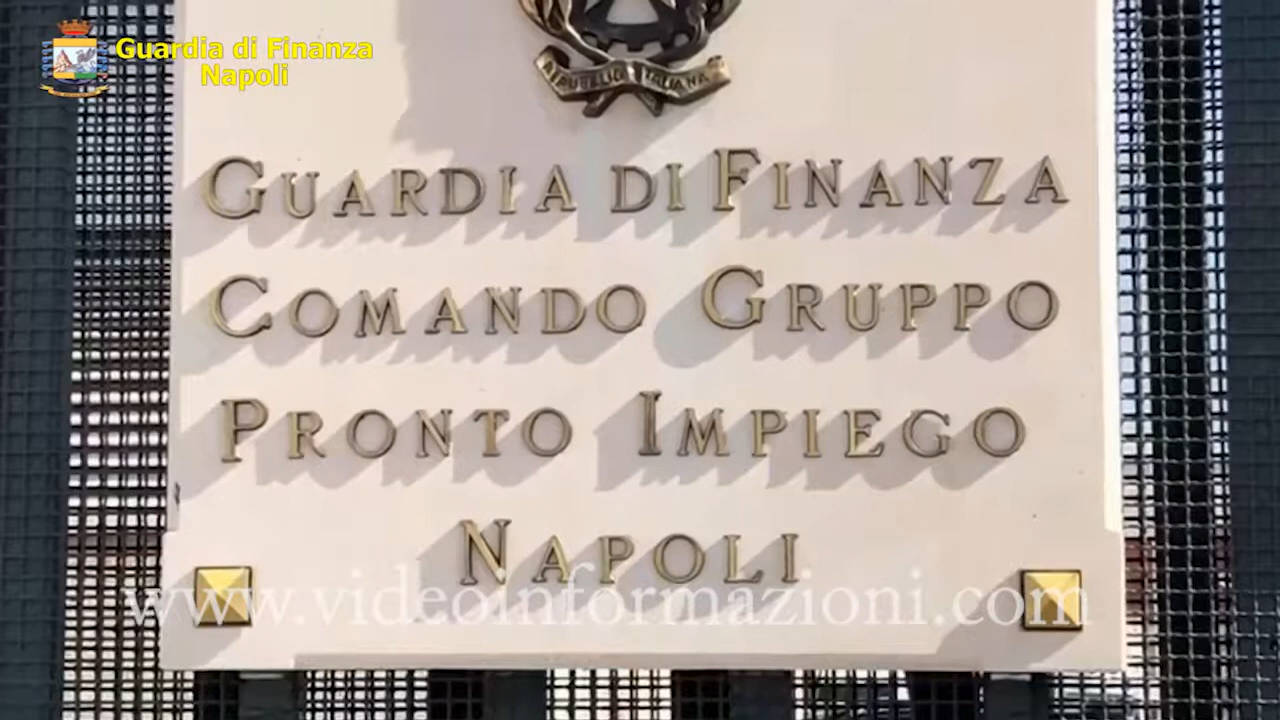 Guardia di Finanza
Napoli
REPUBBLICA ITALIANA
GUARDIA DI FINANZA
COMANDO GRUPPO
PRONTO IMPIEGO
NAPOLI
www.videoinformazioni.com